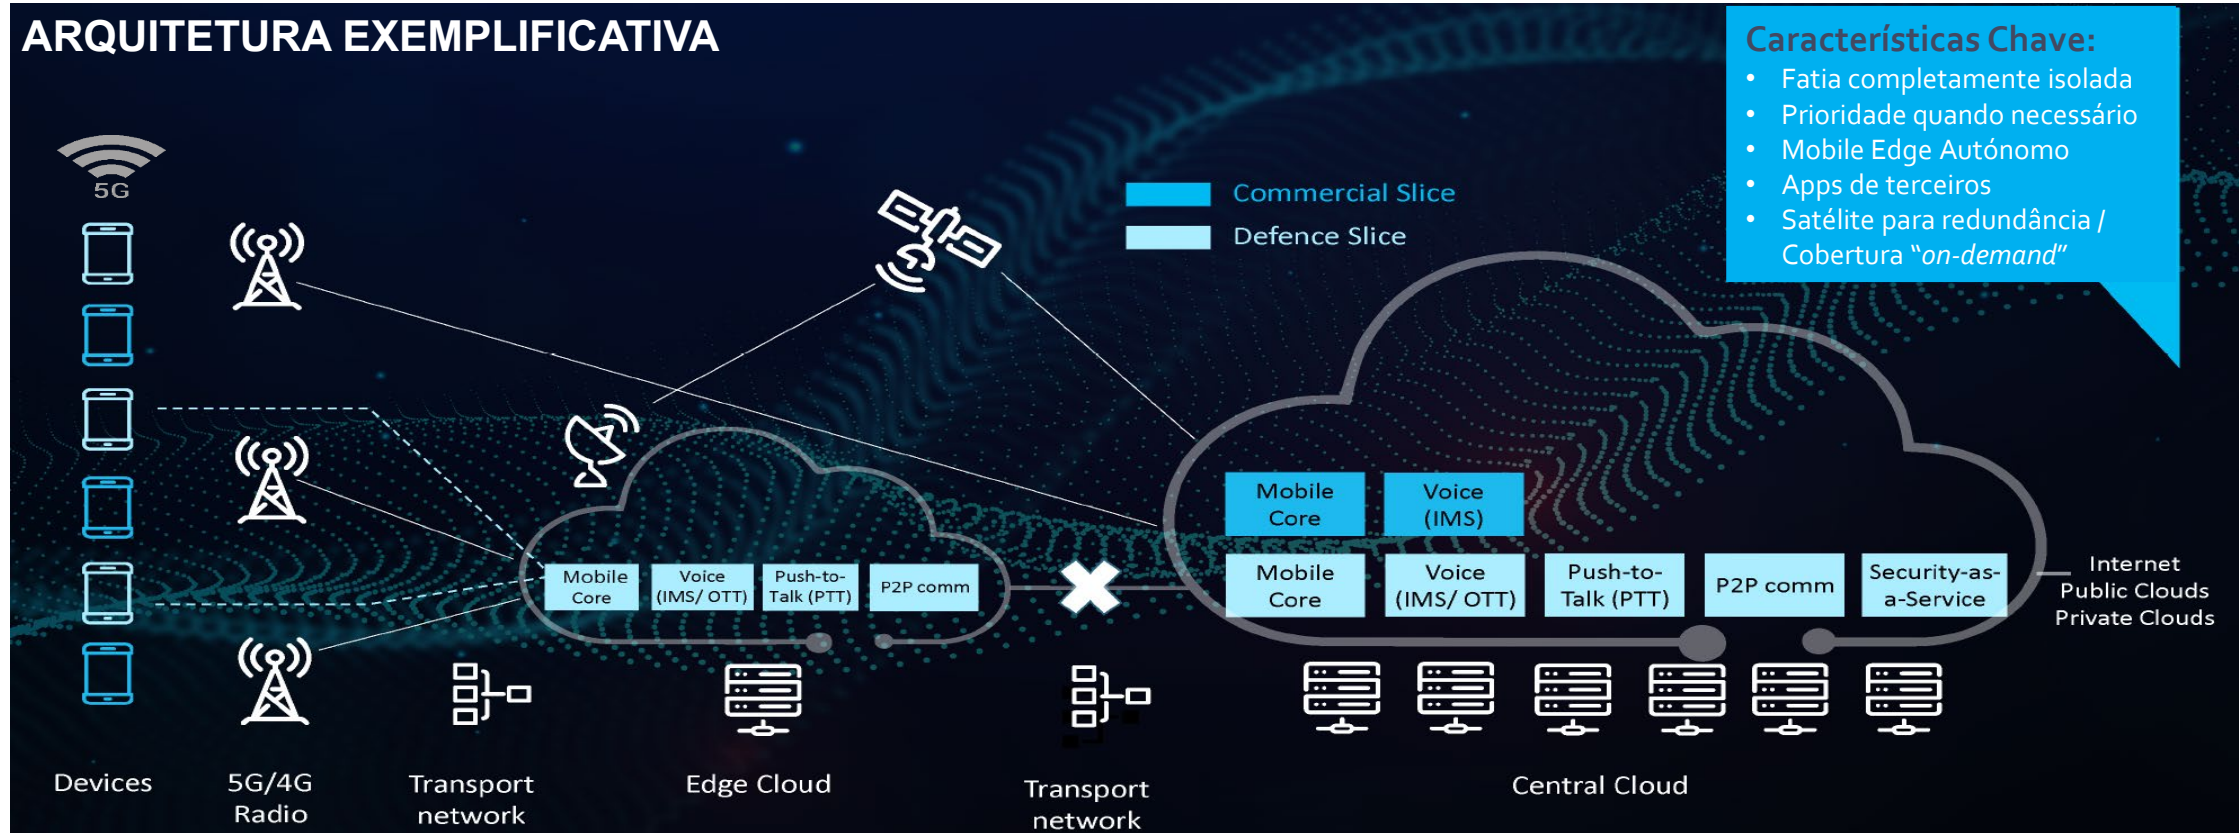 ARQUITETURA EXEMPLIFICATIVA
Características Chave:
• Fatia completamente isolada
• Prioridade quando necessário
• Mobile Edge Autónomo
• Apps de terceiros
• Satélite para redundância /
Cobertura “on-demand”
5G
Commercial Slice
Defence Slice
Mobile
Core
Voice
(IMS)
Mobile
Core
Voice
(IMS/ OTT)
Push-to-
Talk (PTT)
P2P comm
Mobile
Core
Voice
(IMS/ OTT)
Push-to-
Talk (PTT)
P2P comm
Security-as-
a-Service
Internet
Public Clouds
Private Clouds
Devices
5G/4G
Radio
Transport
network
Edge Cloud
Transport
network
Central Cloud